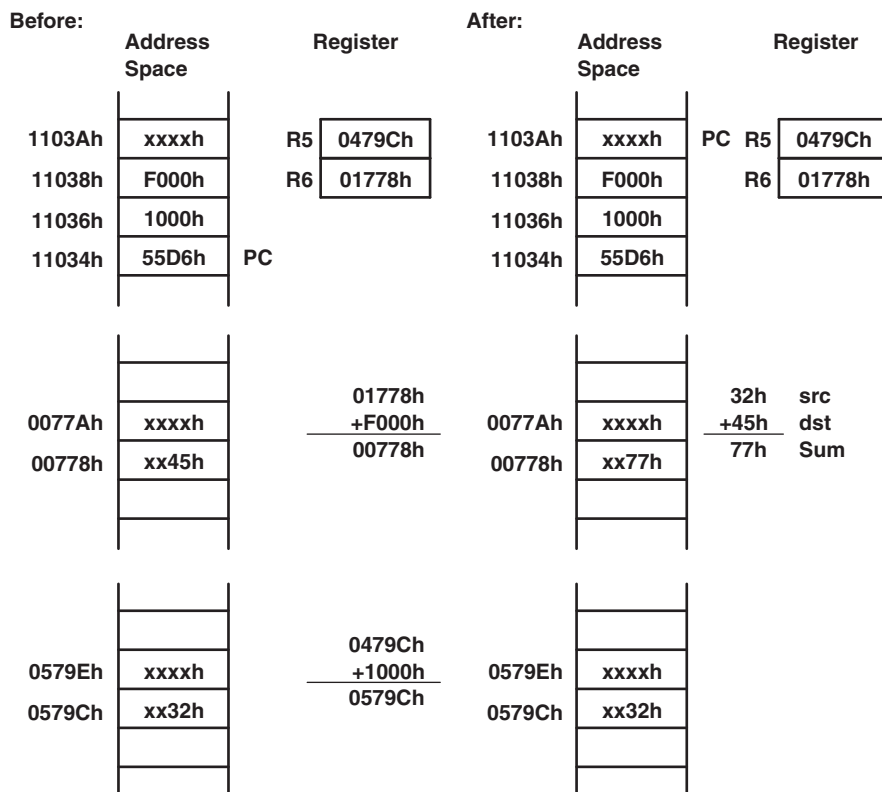 Before: After:
Address Register Address Register
Space Space
1103Ah xxxxh R5 0479Ch 1103Ah xxxxh PC R5 0479Ch
11038h F000h R6 01778h 11038h F000h R6 01778h
11036h 1000h 11036h 1000h
11034h 55D6h PC 11034h 55D6h
01778h 32h src
0077Ah xxxxh +F000h 0077Ah xxxxh +45h dst
00778h 77h Sum
00778h xx45h 00778h xx77h
0479Ch
0579Eh xxxxh +1000h 0579Eh xxxxh
0579Ch
0579Ch xx32h 0579Ch xx32h